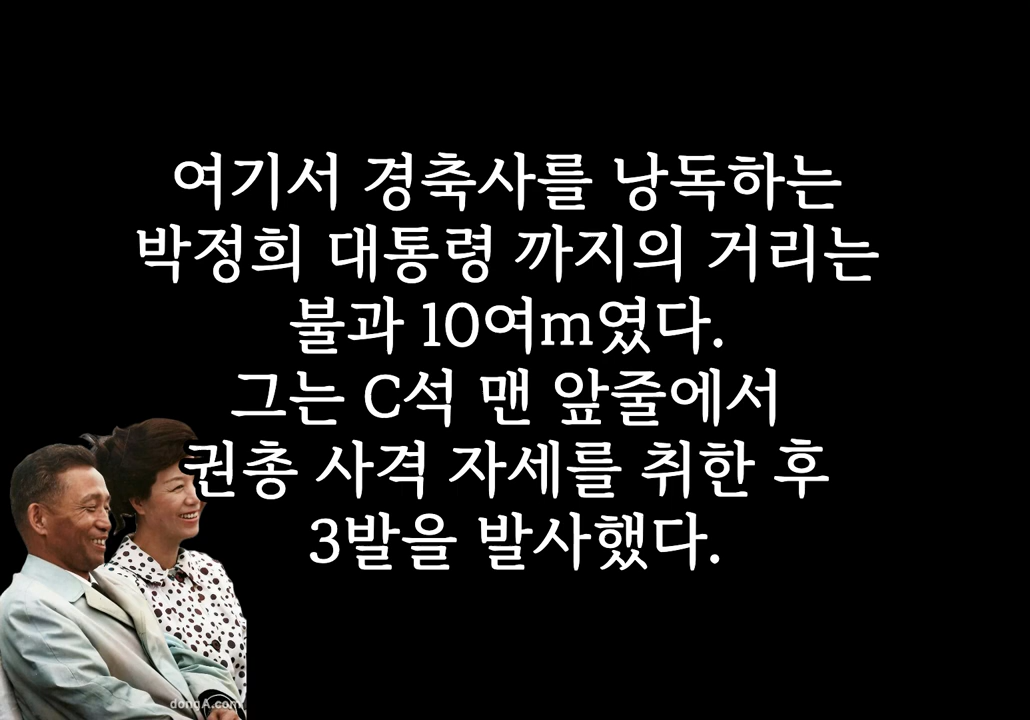 여기서 경축사를 낭독하는
박정희 대통령 까지의 거리는
불과 10여m였다.
그는 C석 맨 앞줄에서
권총 사격 자세를 취한 후
3발을 발사했다.
dongA.com